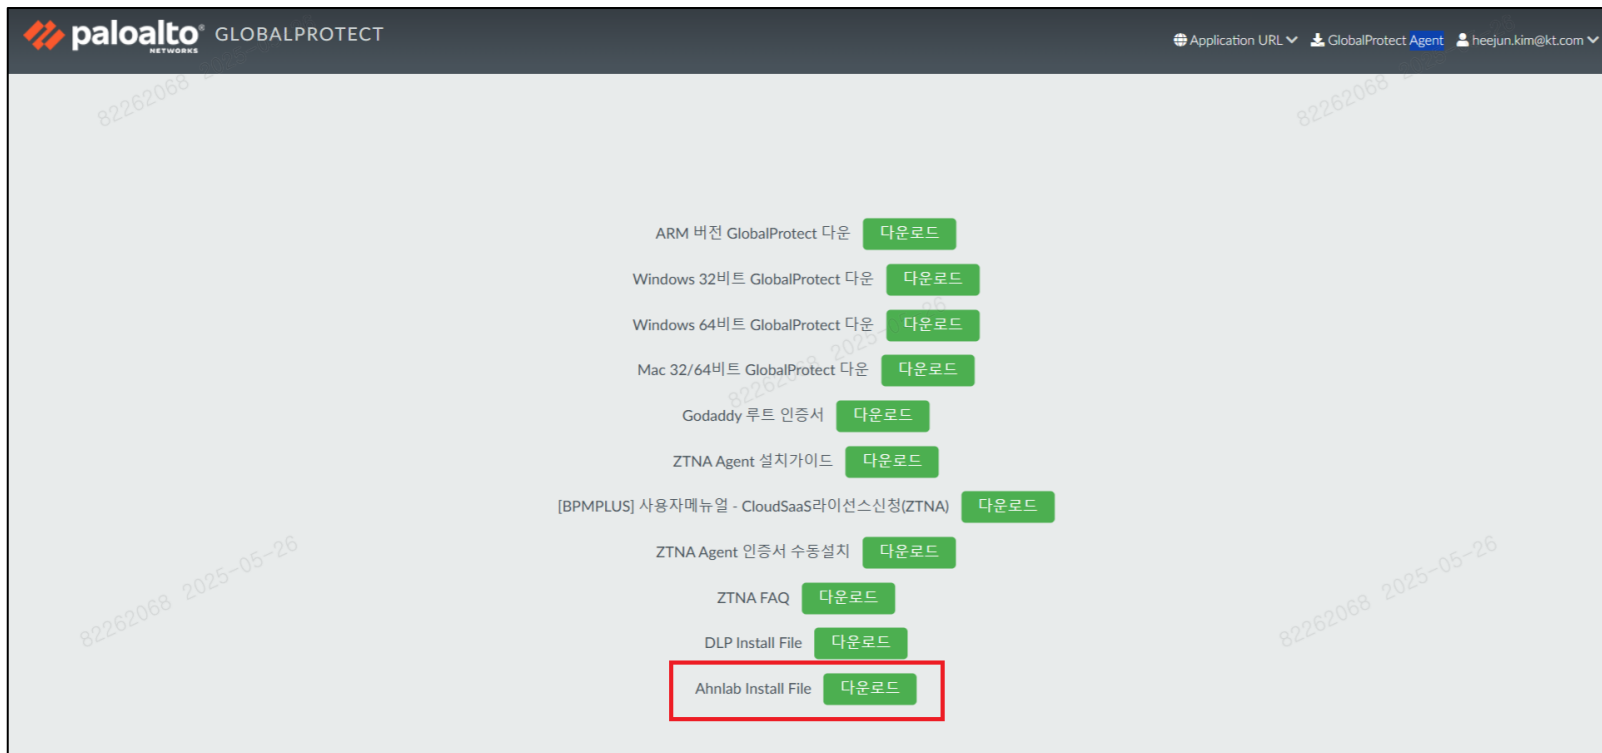 paloalto® GLOBALPROTECT
NETWORKS
Application URL GlobalProtect Agent heejun.kim@kt.com
82262068 2025-05-26
82262068
ARM 버전 GlobalProtect 다운 다운로드
Windows 32비트 GlobalProtect 다운 다운로드
Windows 64비트 GlobalProtect 다운 다운로드
Mac 32/64비트 GlobalProtect 다운 다운로드
82262068 2025-05-26
Godaddy 루트 인증서 다운로드
ZTNA Agent 설치가이드 다운로드
[BPMPLUS] 사용자메뉴얼 - CloudSaaS라이선스신청(ZTNA) 다운로드
ZTNA Agent 인증서 수동설치 다운로드
ZTNA FAQ 다운로드
82262068 2025-05-26
82262068 2025-05-26
DLP Install File 다운로드
Ahnlab Install File 다운로드